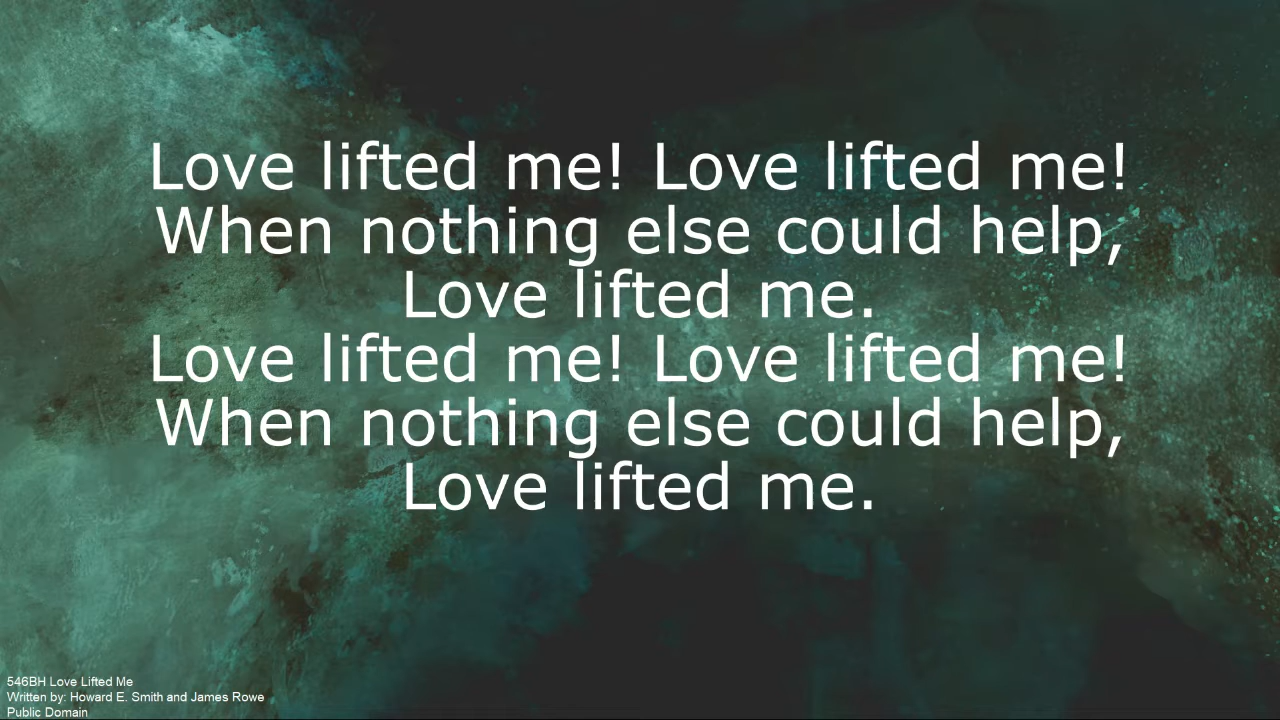 Love lifted me! Love lifted me!
When nothing else could help,
Love lifted me.
Love lifted me! Love lifted me!
When nothing else could help,
Love lifted me.
546BH Love Lifted Me
Written by: Howard E. Smith and James Rowe
Public Domain